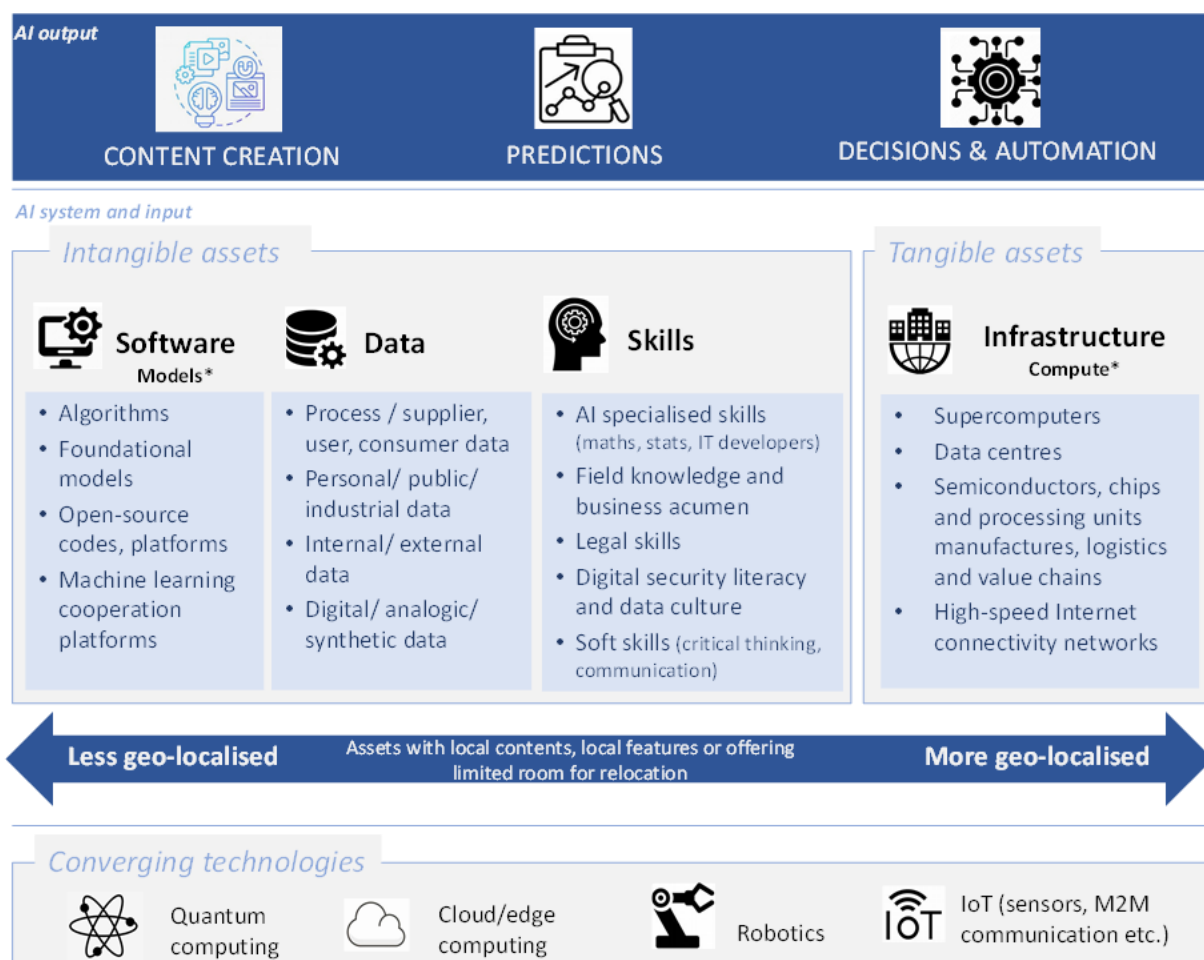 AI output
CONTENT CREATION
PREDICTIONS
DECISIONS & AUTOMATION
AI system and input
Intangible assets
Software
Models*
• Algorithms
• Foundational
models
• Open-source
codes, platforms
• Machine learning
cooperation
platforms
Data
• Process / supplier,
user, consumer data
• Personal/ public/
industrial data
• Internal/ external
data
• Digital/ analogic/
synthetic data
Skills
• AI specialised skills
(maths, stats, IT developers)
• Field knowledge and
business acumen
• Legal skills
• Digital security literacy
and data culture
• Soft skills (critical thinking,
communication)
Tangible assets
Infrastructure
Compute*
• Supercomputers
• Data centres
• Semiconductors, chips
and processing units
manufactures, logistics
and value chains
• High-speed Internet
connectivity networks
Less geo-localised
Assets with local contents, local features or offering
limited room for relocation
More geo-localised
Converging technologies
Quantum
computing
Cloud/edge
computing
Robotics
IoT
IoT (sensors, M2M
communication etc.)